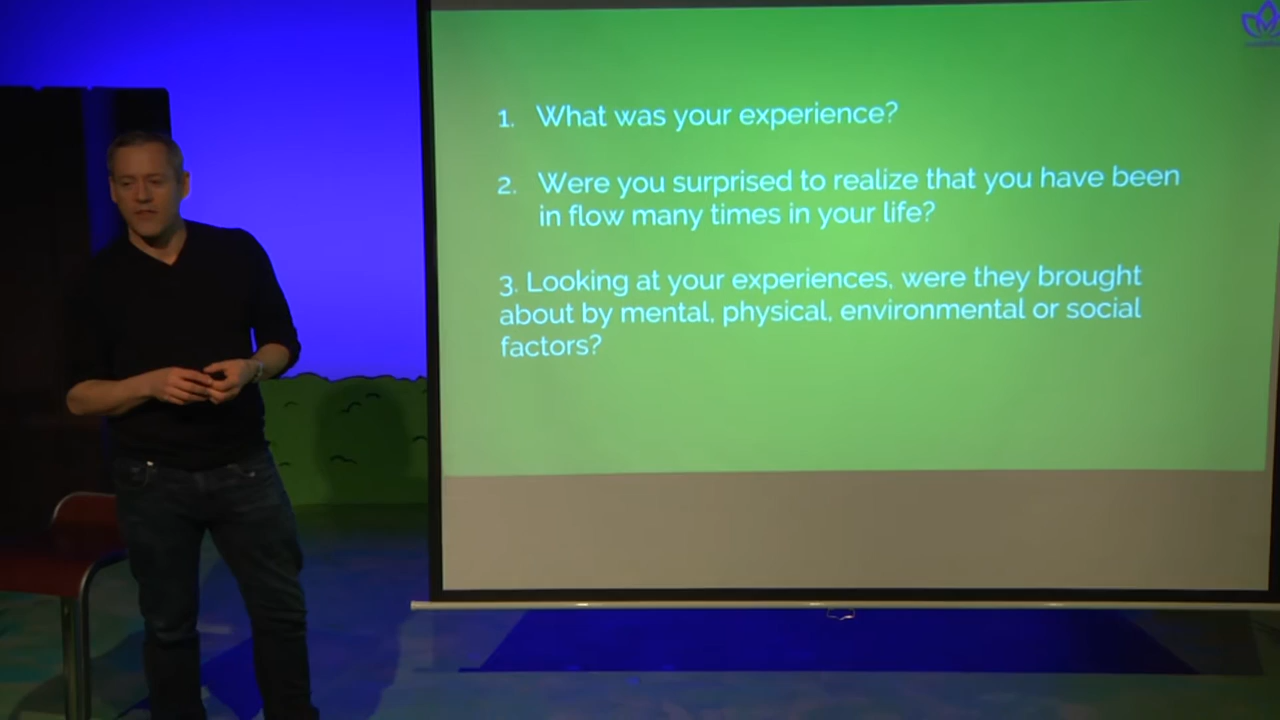 1. What was your experience?
2. Were you surprised to realize that you have been
in flow many times in your life?
3. Looking at your experiences, were they brought
about by mental, physical, environmental or social
factors?